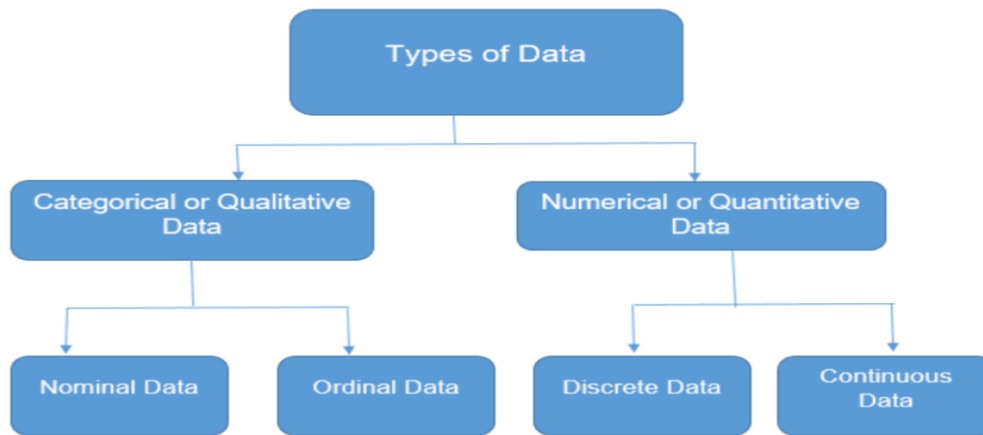 Types of Data
Categorical or Qualitative
Data
Numerical or Quantitative
Data
Nominal Data
Ordinal Data
Discrete Data
Continuous
Data